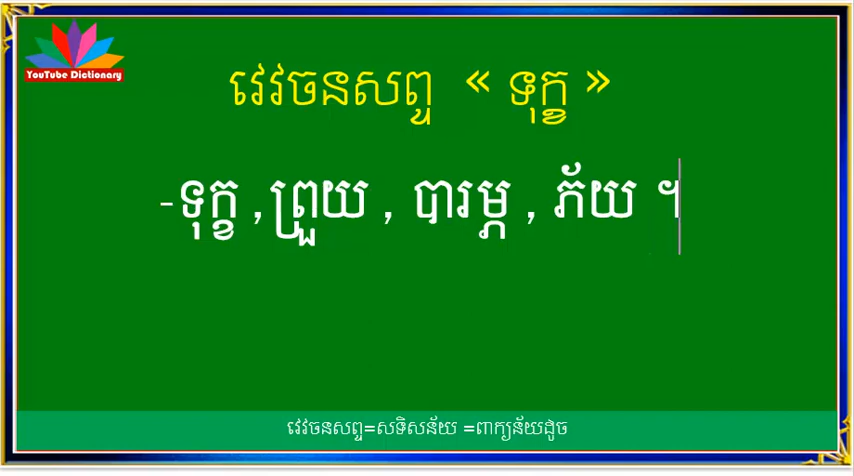 YouTube Dictionary
វេវចនសព្ទ « ទុក្ខ »
-ទុក្ខ , ព្រួយ , បារម្ភ , ភ័យ ។
វេវចនសព្ទ=សទិសន័យ =ពាក្យន័យដូច